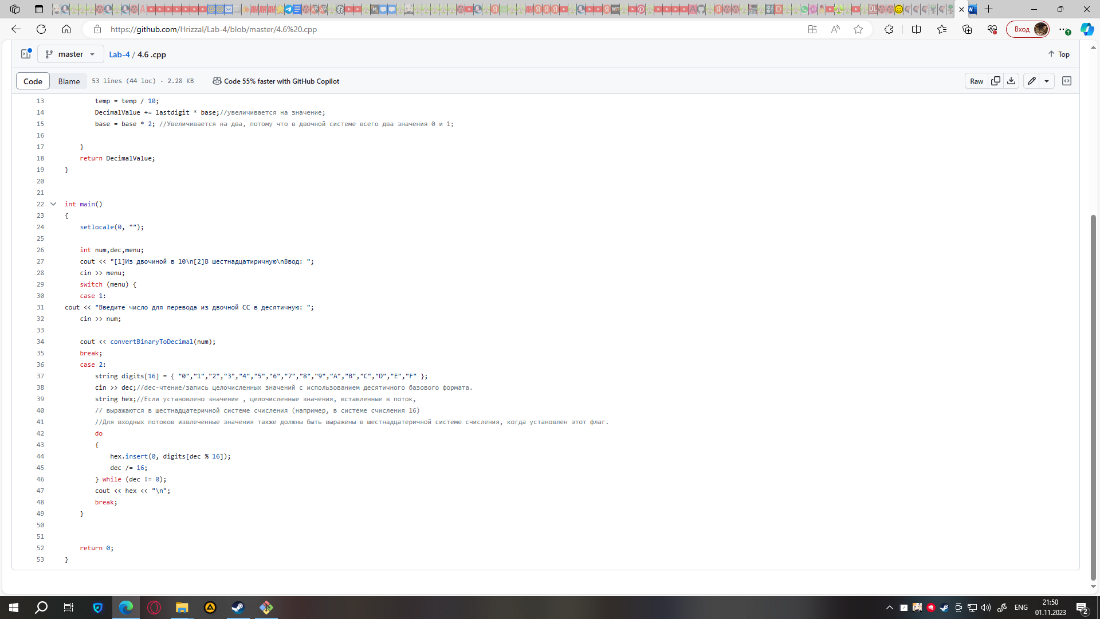 https://github.com/Hrizzal/Lab-4/blob/master/4.6%20.cpp
Вход
master
Lab-4 / 4.6 .cpp
Top
Code
Blame
53 lines (44 loc) · 2.28 KB
Code 55% faster with GitHub Copilot
Raw
13 temp = temp / 10;
14 DecimalValue += lastdigit * base;//увеличивается на значение;
15 base = base * 2; //Увеличивается на два, потому что в двочной системе всего два значения 0 и 1;
16
17 }
18 return DecimalValue;
19 }
20
21
22 int main()
23 {
24 setlocale(0, "");
25
26 int num,dec,menu;
27 cout << "[1]Из двочиной в 10\n[2]В шестнадцатиричную\nВвод: ";
28 cin >> menu;
29 switch (menu) {
30 case 1:
31 cout << "Введите число для перевода из двочной СС в десятичную: ";
32 cin >> num;
33
34 cout << convertBinaryToDecimal(num);
35 break;
36 case 2:
37 string digits[16] = { "0","1","2","3","4","5","6","7","8","9","A","B","C","D","E","F" };
38 cin >> dec;//dec-чтение/запись целочисленных значений с использованием десятичного базового формата.
39 string hex;//Если установлено значение , целочисленные значения, вставленные в поток,
40 // выражаются в шестнадцатеричной системе счисления (например, в системе счисления 16)
41 //Для входных потоков извлеченные значения также должны быть выражены в шестнадцатеричной системе счисления, когда установлен этот флаг.
42 do
43 {
44 hex.insert(0, digits[dec % 16]);
45 dec /= 16;
46 } while (dec != 0);
47 cout << hex << "\n";
48 break;
49 }
50
51
52 return 0;
53 }
ENG
21:50
01.11.2023
2